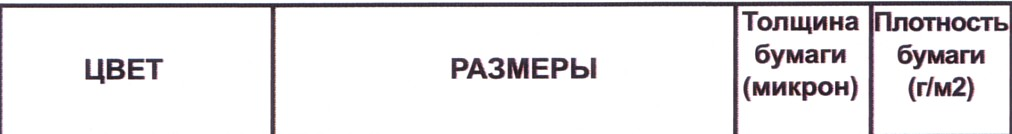 ЦВЕТ
РАЗМЕРЫ
Толщина
бумаги
(микрон)
Плотность
бумаги
(г/м2)